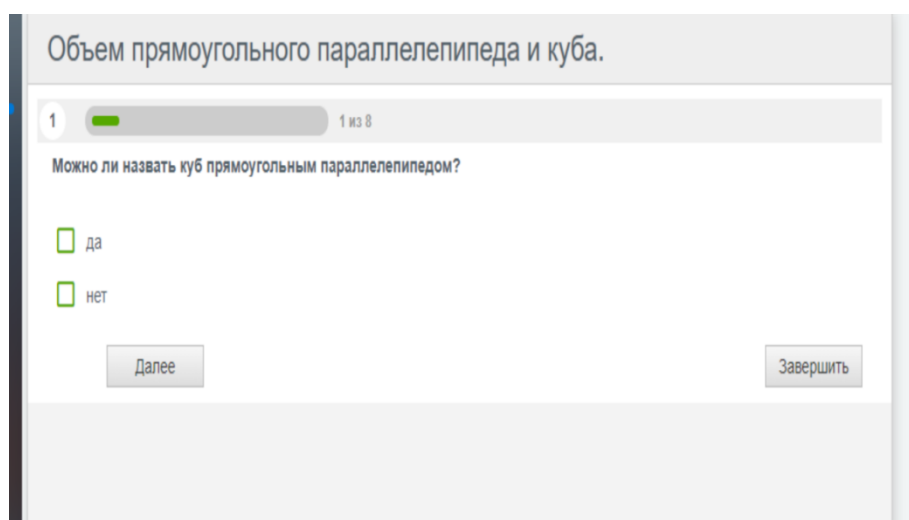 Объем прямоугольного параллелепипеда и куба.
1 1 из 8
Можно ли назвать куб прямоугольным параллелепипедом?
да
нет
Далее Завершить